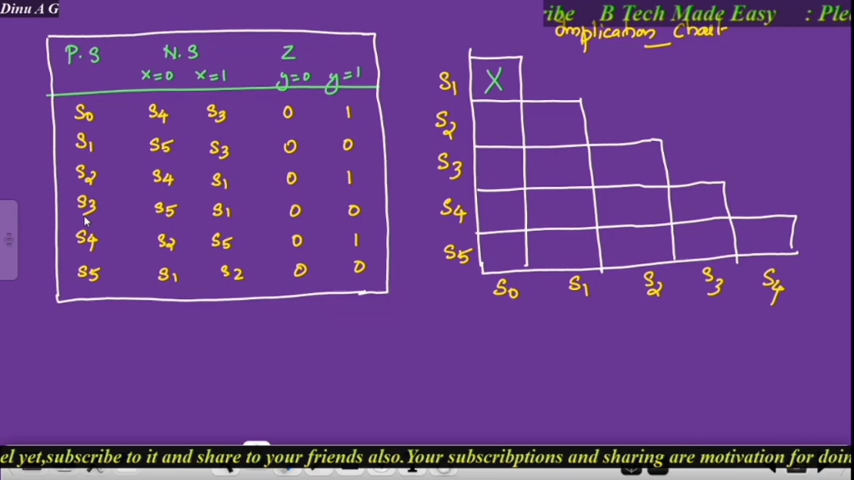 Dinu A G
ribe B Tech Made Easy : Ple
Implication Chart
P.S N.S Z
x=0 x=1 y=0 y=1
S0 S4 S3 0 1
S1 S5 S3 0 0
S2 S4 S1 0 1
S3 S5 S1 0 0
S4 S2 S5 0 1
S5 S1 S2 0 0
S1 X
S2
S3
S4
S5
S0 S1 S2 S3 S4
el yet,subscribe to it and share to your friends also.Your subscribptions and sharing are motivation for doin